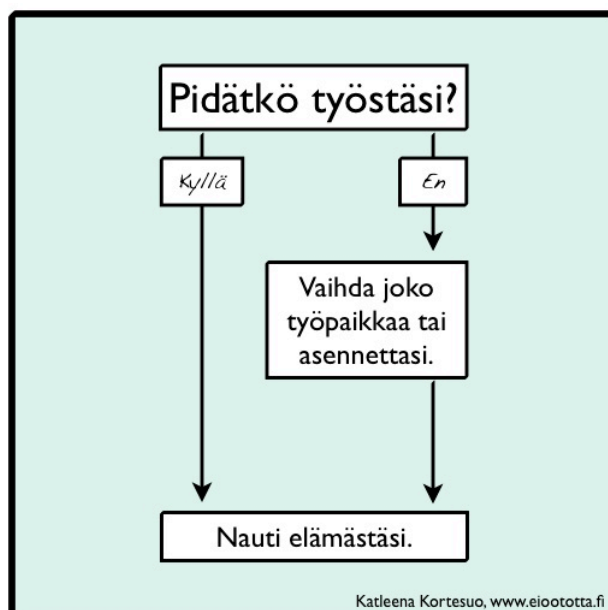 Pidätkö työstäsi?
Kyllä
En
Vaihda joko
työpaikkaa tai
asennettasi.
Nauti elämästäsi.
Katleena Kortesuo, www.eioototta.fi